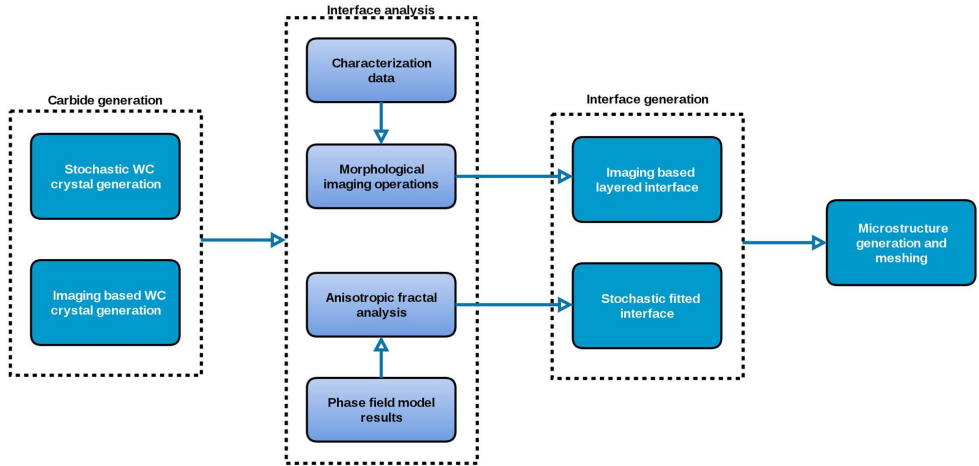 Carbide generation
Stochastic WC
crystal generation
Imaging based WC
crystal generation
Interface analysis
Characterization
data
Morphological
imaging operations
Anisotropic fractal
analysis
Phase field model
results
Interface generation
Imaging based
layered interface
Stochastic fitted
interface
Microstructure
generation and
meshing